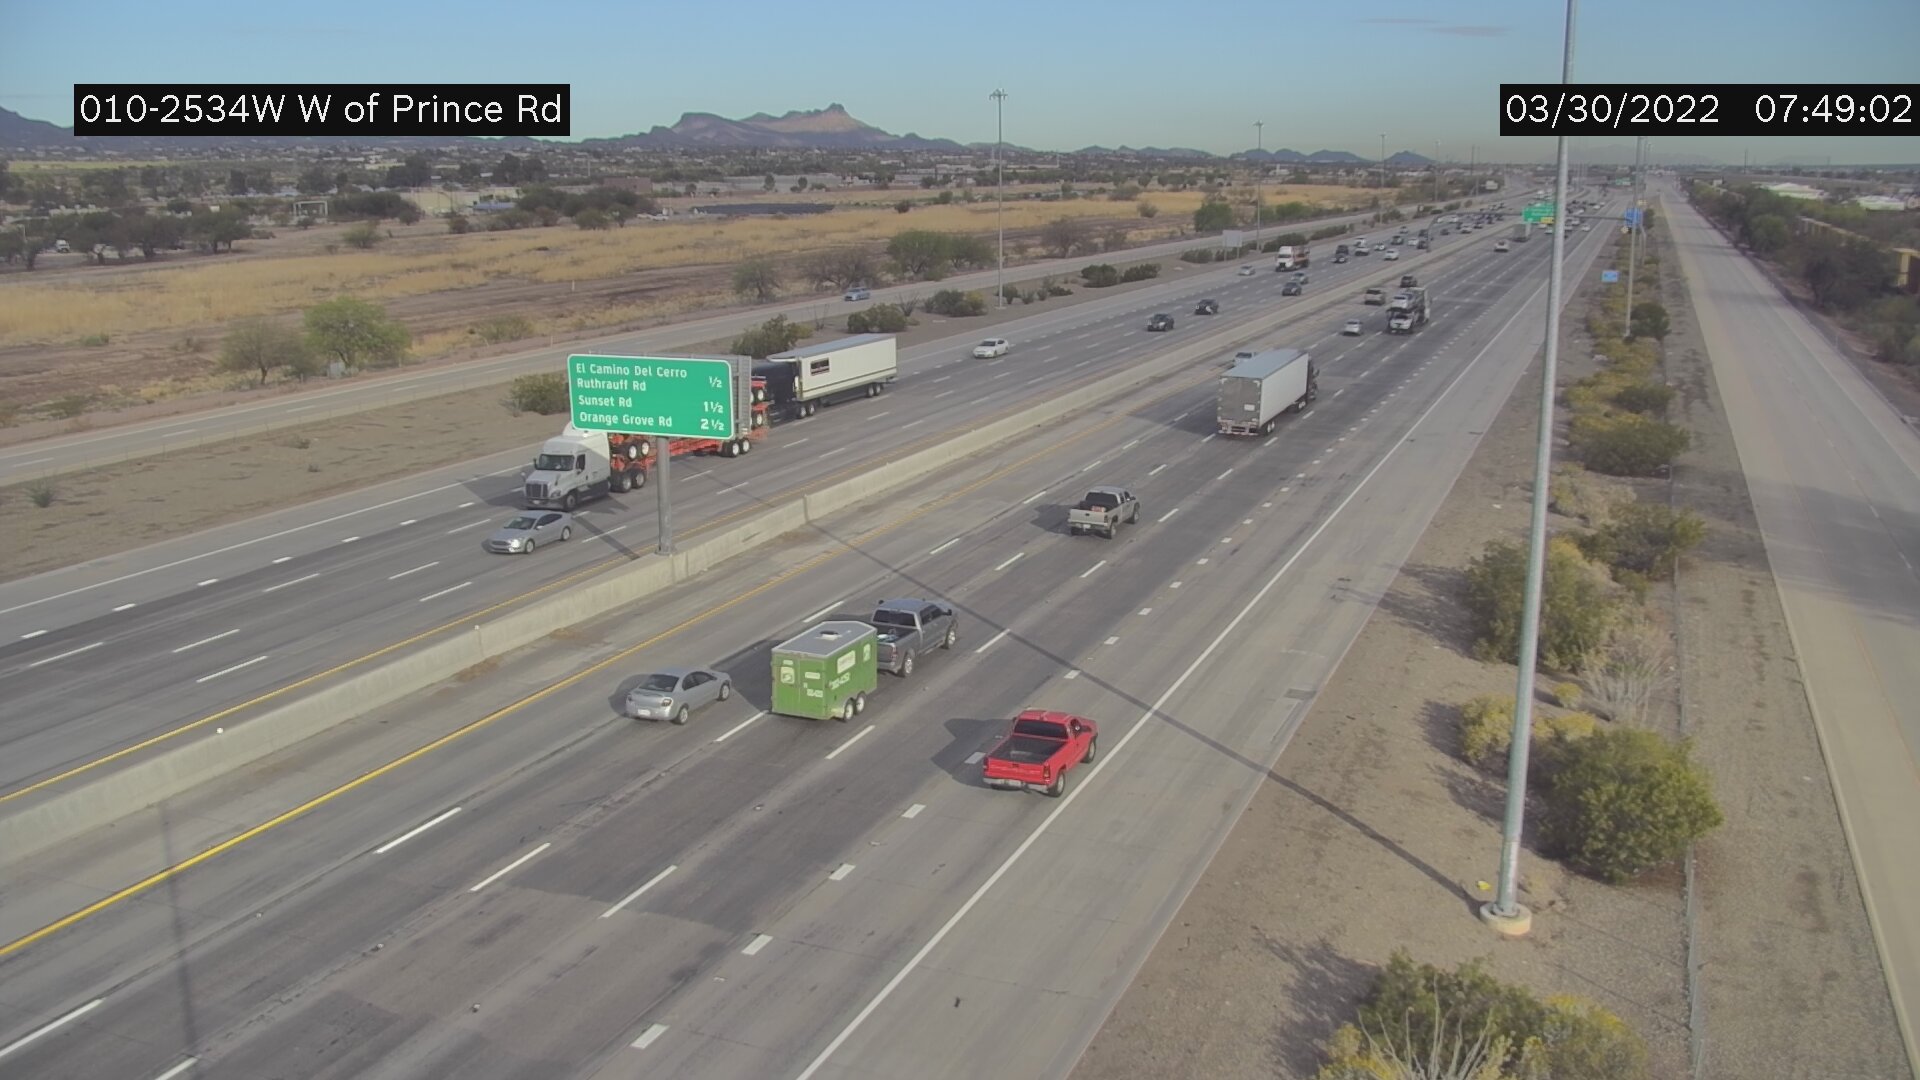 010-2534W W of Prince Rd
03/30/2022 07:49:02
El Camino Del Cerro
Ruthrauff Rd ½
Sunset Rd 1½
Orange Grove Rd 2½